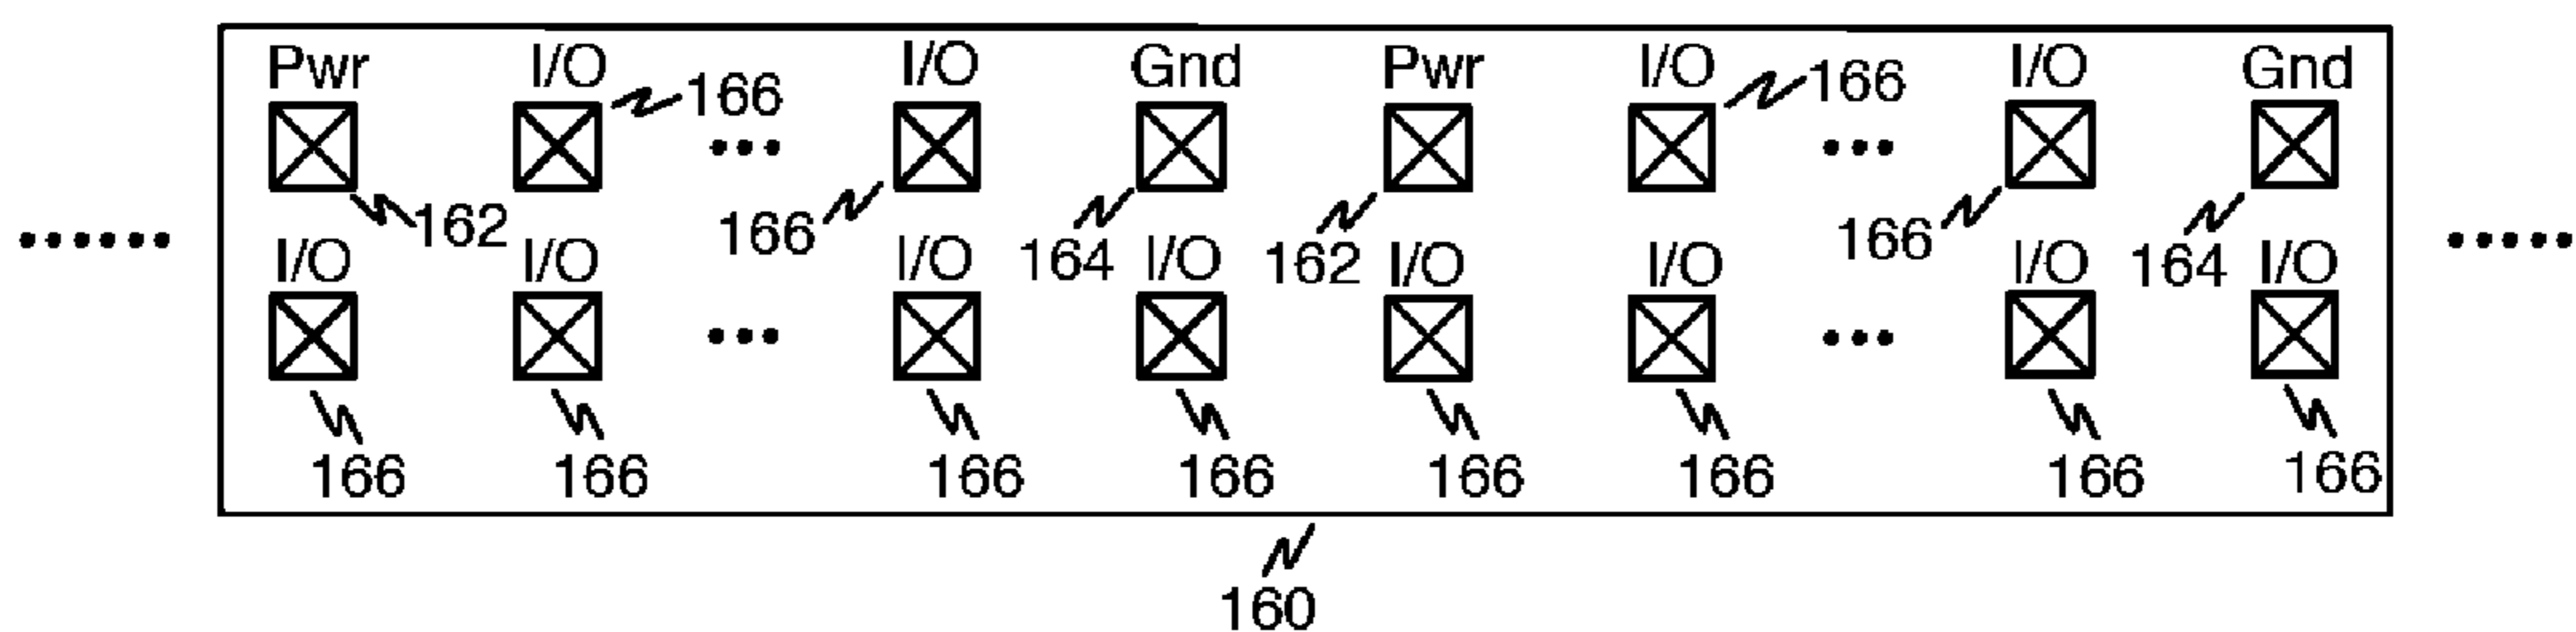 Pwr I/O I/O Gnd Pwr I/O I/O Gnd
166 ... 166 ...
162 166 164 162 166 164
...... I/O I/O I/O I/O I/O I/O I/O I/O .....
... ...
166 166 166 166 166 166 166 166
160